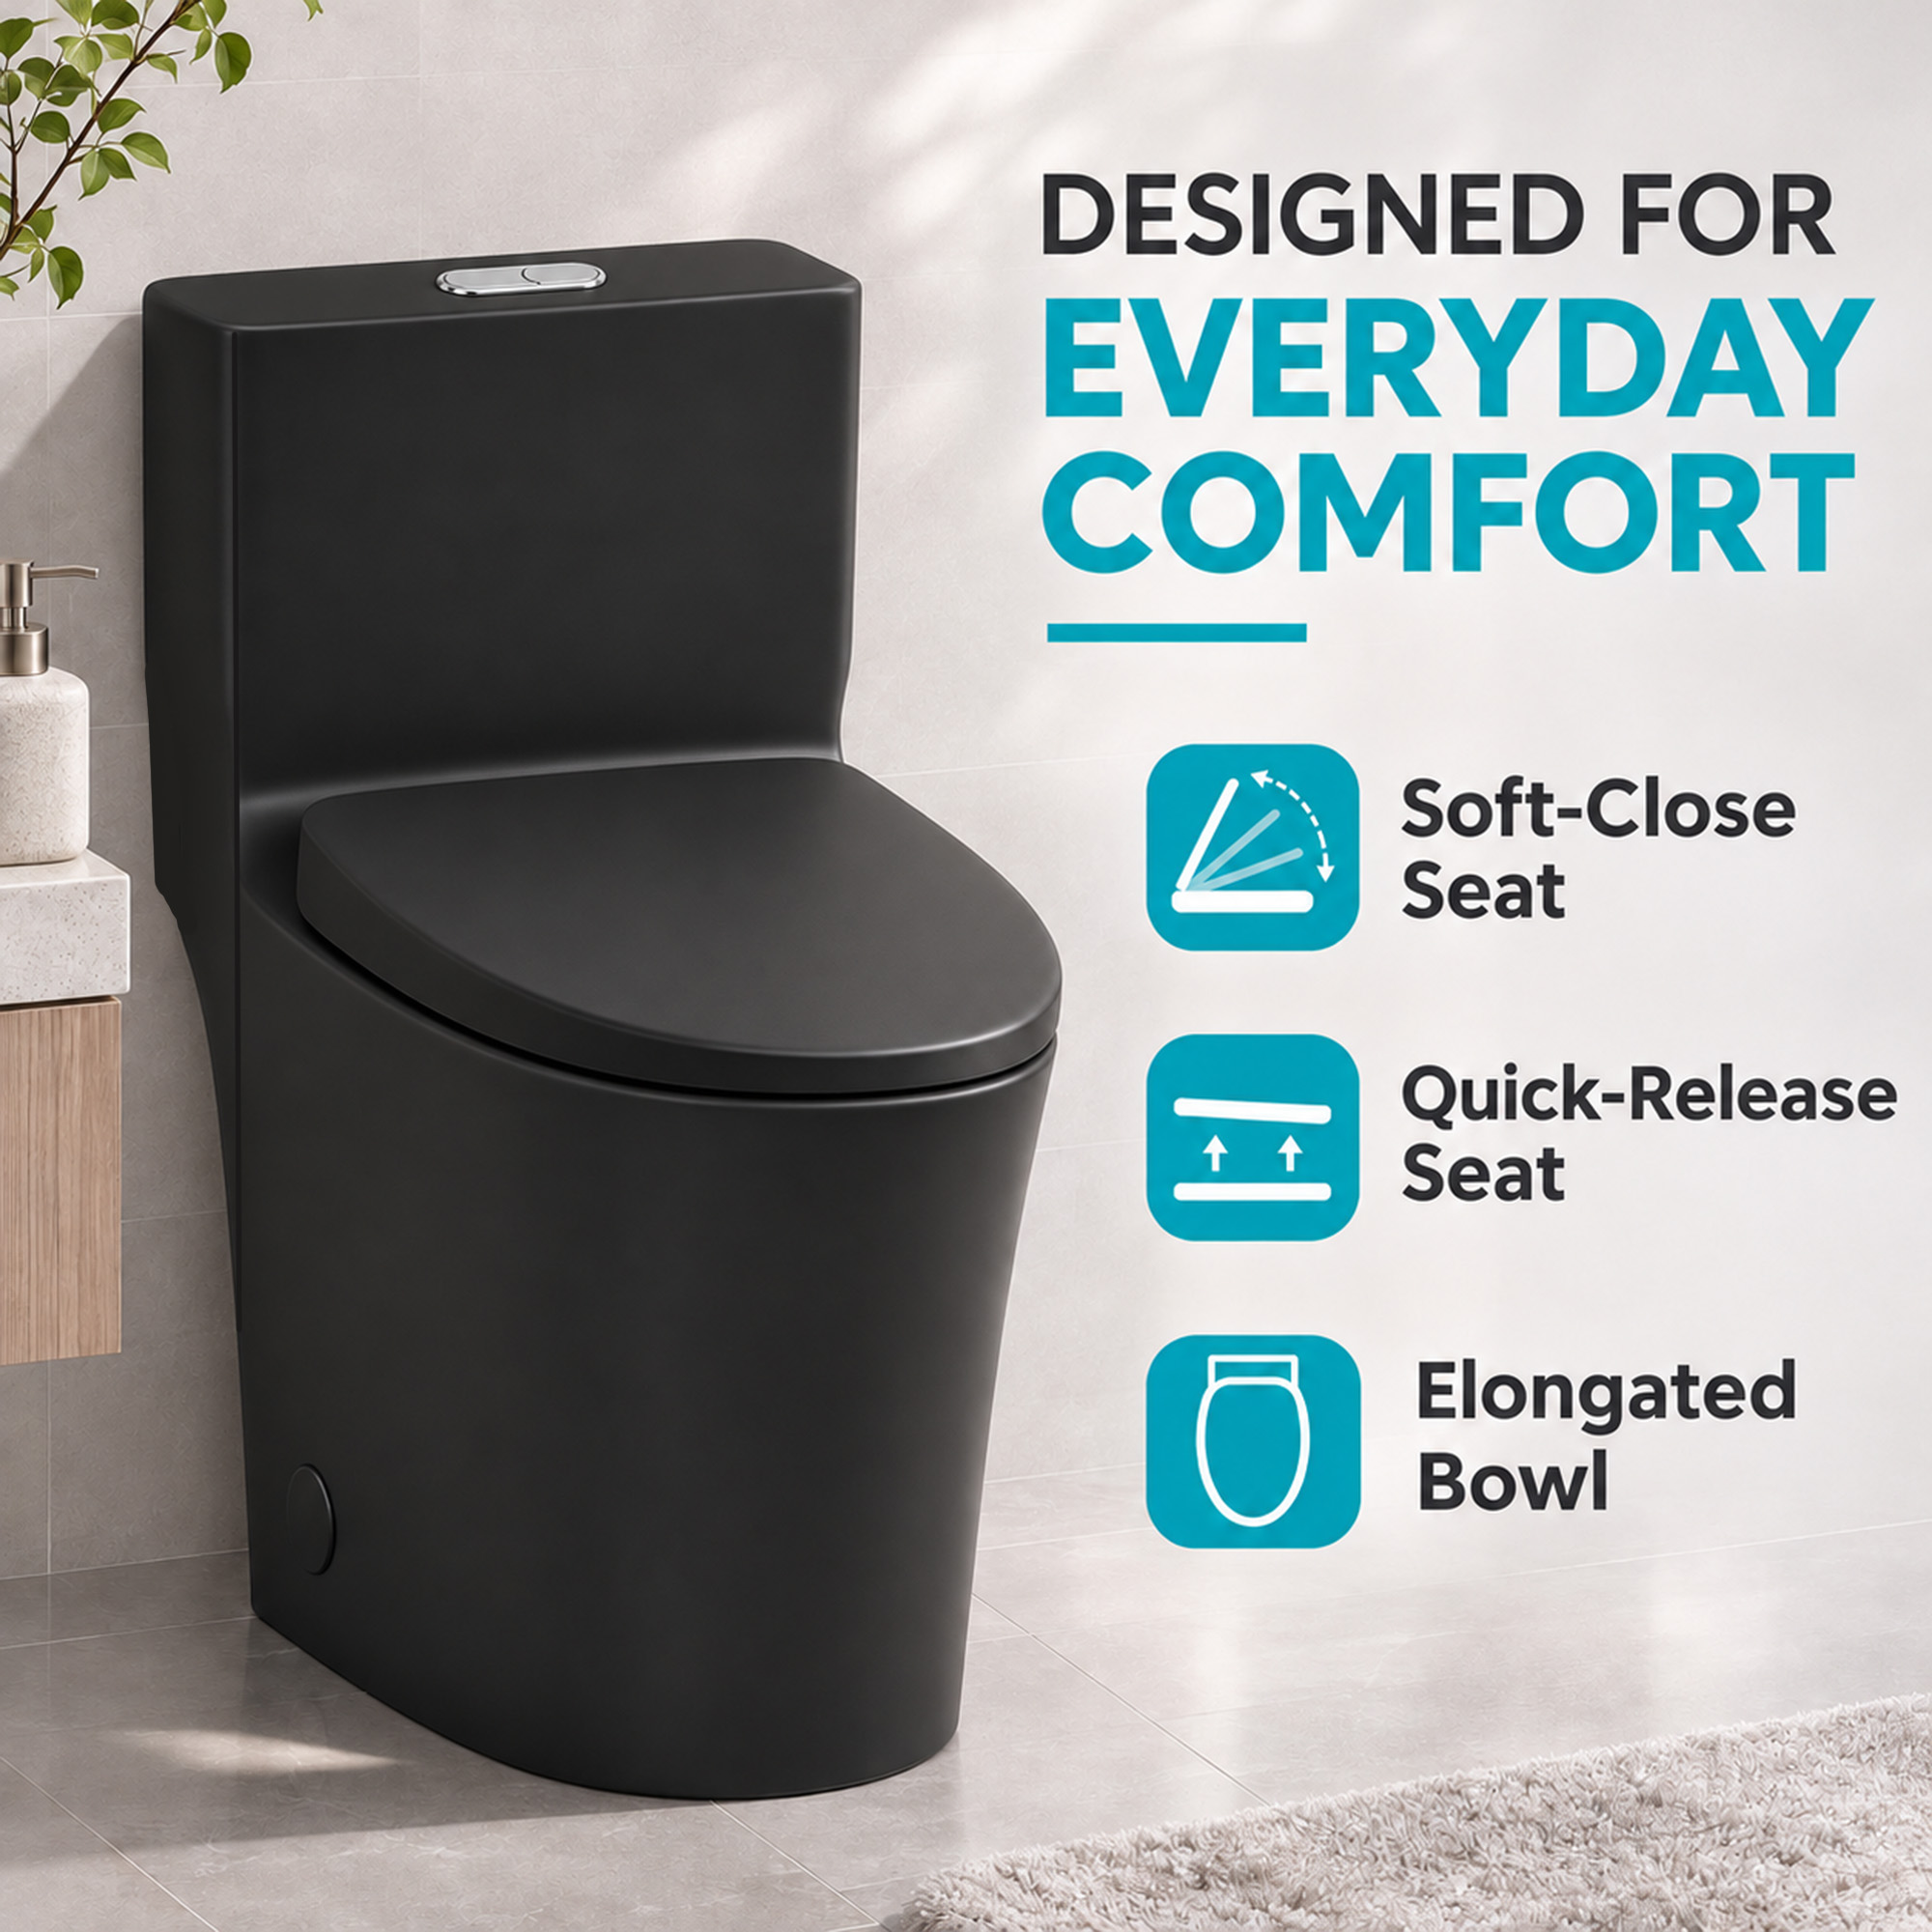 DESIGNED FOR
EVERYDAY
COMFORT
Soft-Close
Seat
Quick-Release
Seat
Elongated
Bowl